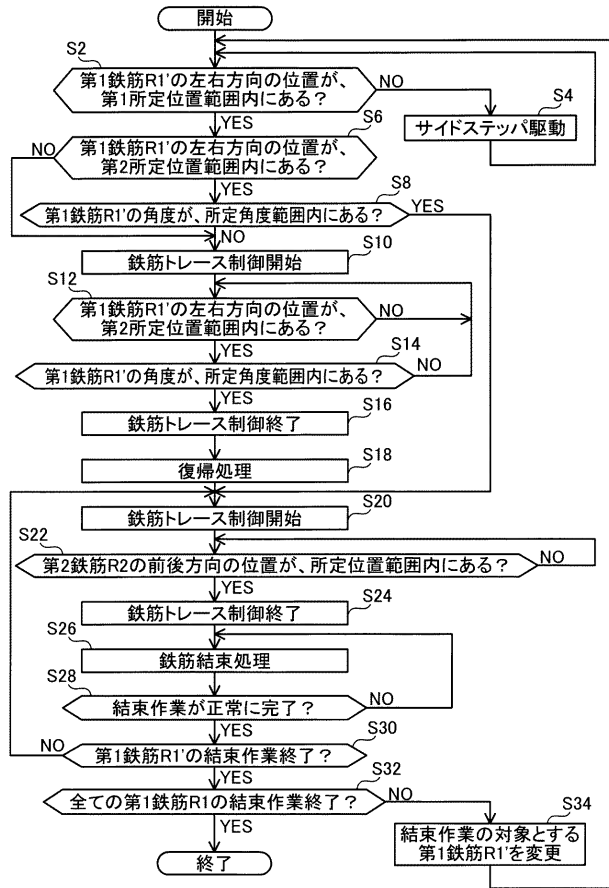 開始
S2
第1鉄筋R1'の左右方向の位置が、
第1所定位置範囲内にある?
NO
S4
サイドステッパ駆動
YES
S6
NO
第1鉄筋R1'の左右方向の位置が、
第2所定位置範囲内にある?
YES
S8
第1鉄筋R1'の角度が、所定角度範囲内にある?
YES
NO
S10
鉄筋トレース制御開始
S12
第1鉄筋R1'の左右方向の位置が、
第2所定位置範囲内にある?
NO
YES
S14
第1鉄筋R1'の角度が、所定角度範囲内にある?
NO
YES
S16
鉄筋トレース制御終了
S18
復帰処理
S20
鉄筋トレース制御開始
S22
第2鉄筋R2の前後方向の位置が、所定位置範囲内にある?
NO
YES
S24
鉄筋トレース制御終了
S26
鉄筋結束処理
S28
結束作業が正常に完了?
NO
YES
S30
NO
第1鉄筋R1'の結束作業終了?
YES
S32
全ての第1鉄筋R1の結束作業終了?
NO
S34
結束作業の対象とする
第1鉄筋R1'を変更
YES
終了